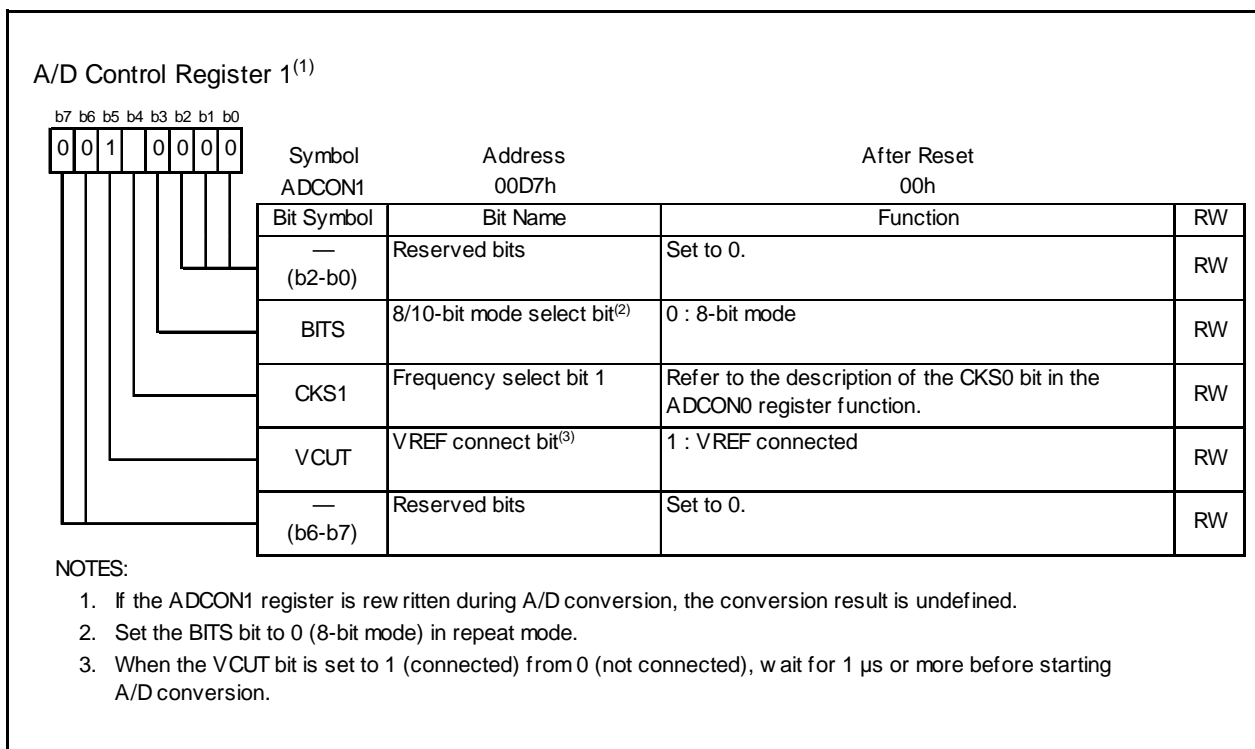 A/D Control Register 1(1)
b7 b6 b5 b4 b3 b2 b1 b0
0 0 1 0 0 0 0
Symbol Address After Reset
ADCON1 00D7h 00h
Bit Symbol Bit Name Function RW
— (b2-b0) Reserved bits Set to 0. RW
BITS 8/10-bit mode select bit(2) 0 : 8-bit mode RW
CKS1 Frequency select bit 1 Refer to the description of the CKS0 bit in the
ADCON0 register function. RW
VCUT VREF connect bit(3) 1 : VREF connected RW
— (b6-b7) Reserved bits Set to 0. RW
NOTES:
1. If the ADCON1 register is rewritten during A/D conversion, the conversion result is undefined.
2. Set the BITS bit to 0 (8-bit mode) in repeat mode.
3. When the VCUT bit is set to 1 (connected) from 0 (not connected), wait for 1 µs or more before starting
A/D conversion.